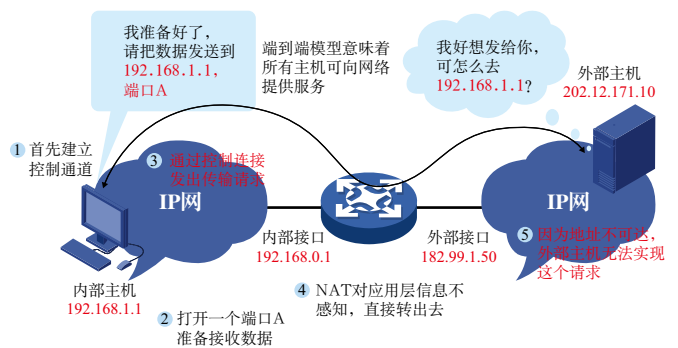 我准备好了，
请把数据发送到
192.168.1.1，
端口A
端到端模型意味着
所有主机可向网络
提供服务
我好想发给你，
可怎么去
192.168.1.1？
外部主机
202.12.171.10
1 首先建立
控制通道
3 通过控制连接
发出传输请求
IP网
IP网
内部接口
192.168.0.1
外部接口
182.99.1.50
5 因为地址不可达，
外部主机无法实现
这个请求
内部主机
192.168.1.1
4 NAT对应用层信息不
感知，直接转出去
2 打开一个端口A
准备接收数据